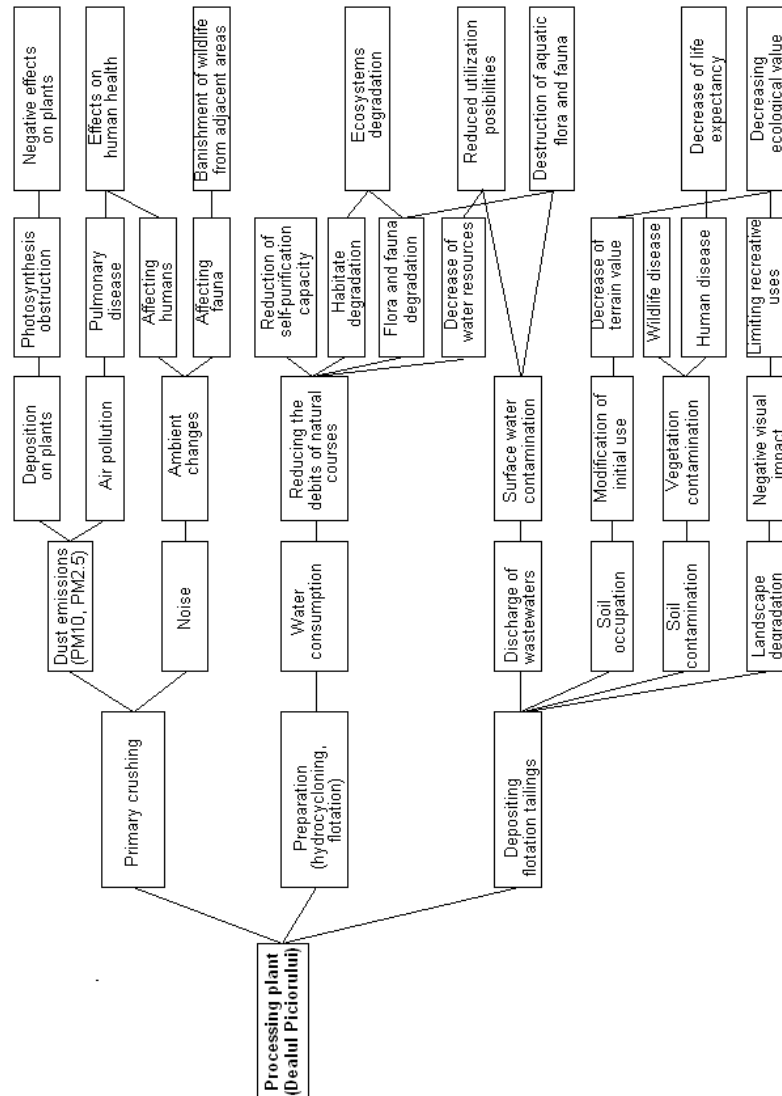 Processing plant
(Dealul Piciorului)
Primary crushing
Preparation
(hydrocycloning,
flotation)
Depositing
flotation tailings
Dust emissions
(PM10, PM2.5)
Noise
Water
consumption
Discharge of
wastewaters
Soil
occupation
Soil
contamination
Landscape
degradation
Deposition
on plants
Air pollution
Ambient
changes
Reducing the
debits of natural
courses
Surface water
contamination
Modification of
initial use
Vegetation
contamination
Negative visual
impact
Photosynthesis
obstruction
Pulmonary
disease
Affecting
humans
Affecting
fauna
Reduction of
self-purification
capacity
Habitate
degradation
Flora and fauna
degradation
Decrease of
water resources
Decrease of
terrain value
Wildlife disease
Human disease
Limiting recreative
uses
Negative effects
on plants
Effects on
human health
Banishment of wildlife
from adjacent areas
Ecosystems
degradation
Reduced utilization
posibilities
Destruction of aquatic
flora and fauna
Decrease of life
expectancy
Decreasing
ecological value